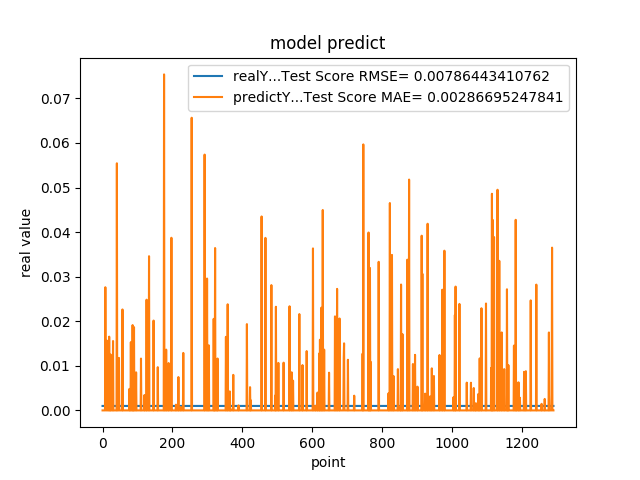 model predict
realY...Test Score RMSE= 0.00786443410762
predictY...Test Score MAE= 0.00286695247841
real value
0.07
0.06
0.05
0.04
0.03
0.02
0.01
0.00
0 200 400 600 800 1000 1200
point